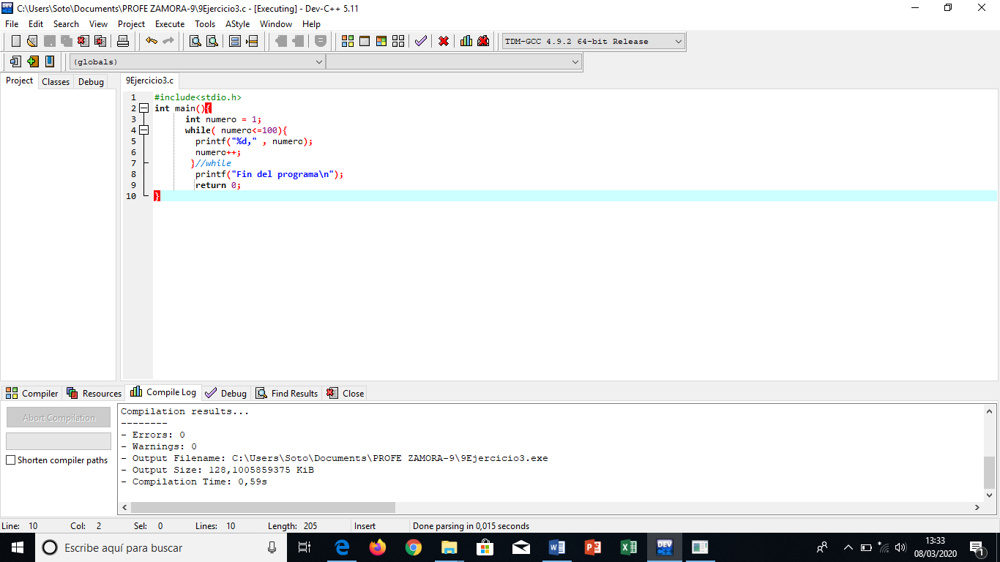 C:\Users\Soto\Documents\PROFE ZAMORA-9\9Ejercicio3.c - [Executing] - Dev-C++ 5.11
File Edit Search View Project Execute Tools AStyle Window Help
TDM-GCC 4.9.2 64-bit Release
(globals)
Project Classes Debug 9Ejercicio3.c
1 #include<stdio.h>
2 int main(){
3 int numero = 1;
4 while( numero<=100){
5 printf("%d," , numero);
6 numero++;
7 }//while
8 printf("Fin del programa\n");
9 return 0;
10 }
Compiler Resources Compile Log Debug Find Results Close
Abort Compilation
Shorten compiler paths
Compilation results...
--------
- Errors: 0
- Warnings: 0
- Output Filename: C:\Users\Soto\Documents\PROFE ZAMORA-9\9Ejercicio3.exe
- Output Size: 128,1005859375 KiB
- Compilation Time: 0,59s
Line: 10 Col: 2 Sel: 0 Lines: 10 Length: 205 Insert Done parsing in 0,015 seconds
Escribe aquí para buscar
DEV
13:33
08/03/2020
1